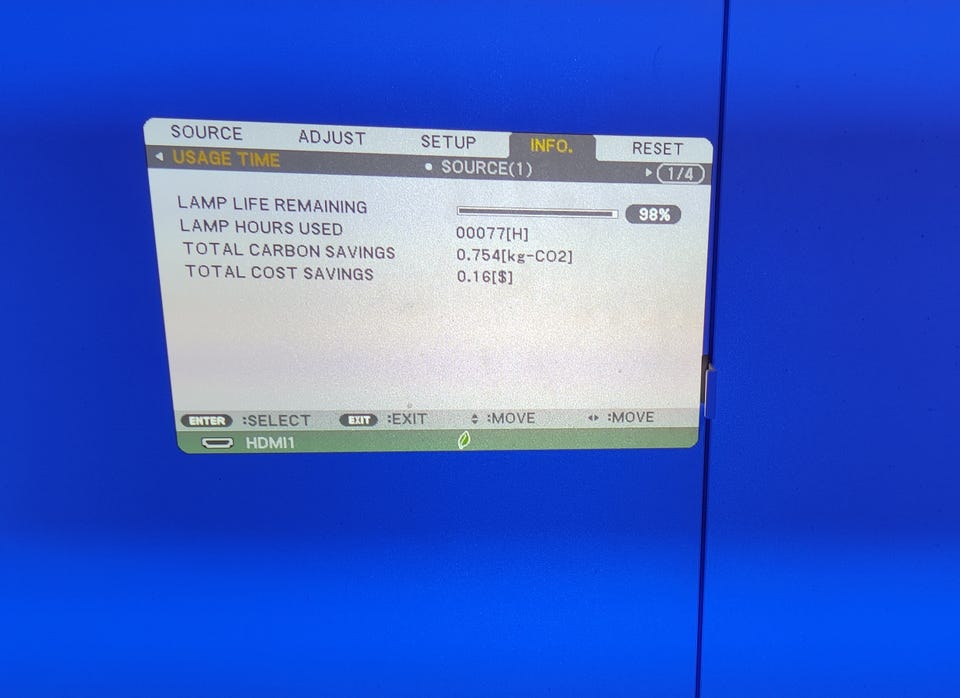 SOURCE ADJUST SETUP INFO. RESET
USAGE TIME SOURCE(1) 1/4
LAMP LIFE REMAINING 98%
LAMP HOURS USED 00077[H]
TOTAL CARBON SAVINGS 0.754[kg-CO2]
TOTAL COST SAVINGS 0.16[$]
ENTER :SELECT EXIT :EXIT :MOVE :MOVE
HDMI1